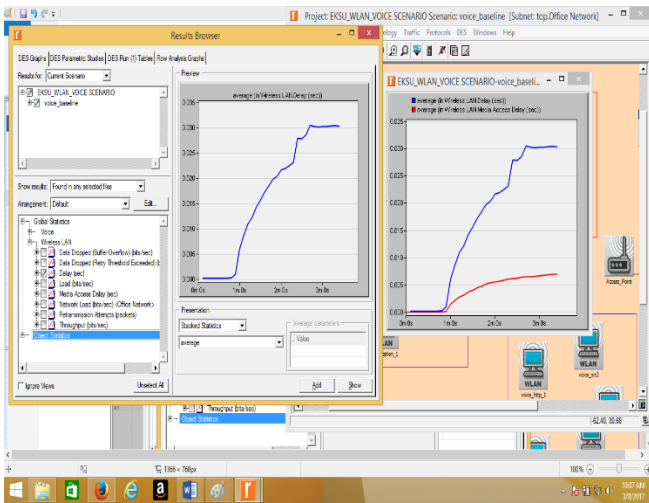 Project: EKSU_WLAN_VOICE SCENARIO Scenario: voice_baseline [Subnet: top.Office Network]
ology Traffic Protocols DES Windows Help
Results Browser
DES Graphs DES Parametric Studies DES Run (1) Tables Row Analysis Graphs
Results for: Current Scenario
EKSU_WLAN_VOICE SCENARIO
voice_baseline
Show results: Found in any selected files
Arrangement: Default Edit...
Global Statistics
Voice
Wireless LAN
Data Dropped (Buffer Overflow) (bits/sec)
Data Dropped (Retry Threshold Exceeded) (
Delay (sec)
Load (bits/sec)
Media Access Delay (sec)
Network Load (bits/sec) <Office Network>
Retransmission Attempts (packets)
Throughput (bits/sec)
Object Statistics
Ignore Views
Unselect All
Preview
average (in Wireless LAN.Delay (sec))
0.035
0.030
0.025
0.020
0.015
0.010
0.005
0.000
0m 0s 1m 0s 2m 0s 3m 0s
Presentation
Stacked Statistics
average
Value
Add Show
EKSU_WLAN_VOICE SCENARIO-voice_baseli...
average (in Wireless LAN.Delay (sec))
average (in Wireless LAN.Media Access Delay (sec))
0.035
0.030
0.025
0.020
0.015
0.010
0.005
0.000
0m 0s 1m 0s 2m 0s 3m 0s
Access_Point
WLAN
WLAN
voice_http_1
WLAN
Throughput (bits/sec)
Object Statistics
-62.40, 30.68
1366 × 768px
100%
10:07 AM
3/8/2017